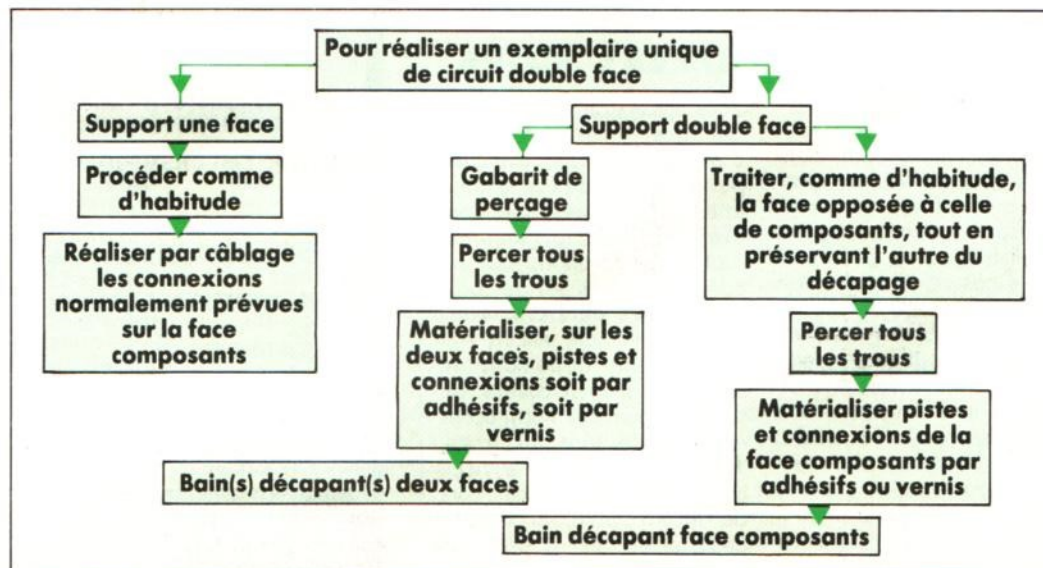 Pour réaliser un exemplaire unique
de circuit double face
Support une face
Procéder comme
d'habitude
Réaliser par câblage
les connexions
normalement prévues
sur la face
composants
Support double face
Gabarit de
perçage
Percer tous
les trous
Matérialiser, sur les
deux faces, pistes et
connexions soit par
adhésifs, soit par
vernis
Bain(s) décapant(s) deux faces
Traiter, comme d'habitude,
la face opposée à celle
de composants, tout en
préservant l'autre du
décapage
Percer tous
les trous
Matérialiser pistes
et connexions de la
face composants par
adhésifs ou vernis
Bain décapant face composants